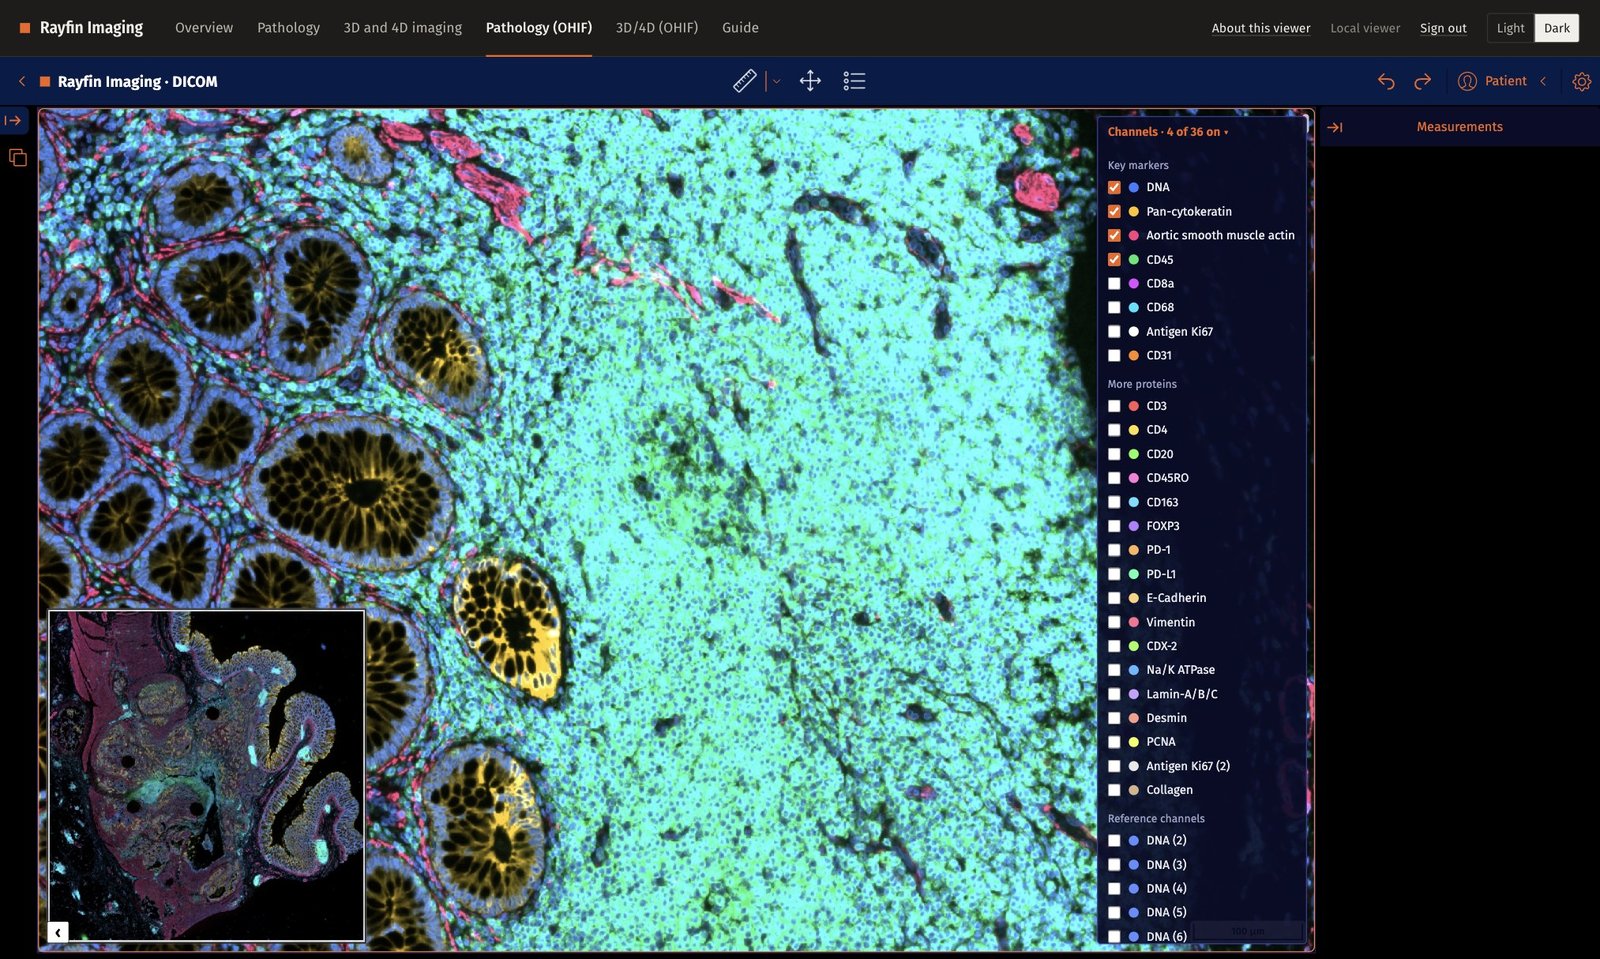 Rayfin Imaging
Overview
Pathology
3D and 4D imaging
Pathology (OHIF)
3D/4D (OHIF)
Guide
About this viewer
Local viewer
Sign out
Light
Dark
Rayfin Imaging · DICOM
Patient
Measurements
Channels · 4 of 36 on ▾
Key markers
DNA
Pan-cytokeratin
Aortic smooth muscle actin
CD45
CD8a
CD68
Antigen Ki67
CD31
More proteins
CD3
CD4
CD20
CD45RO
CD163
FOXP3
PD-1
PD-L1
E-Cadherin
Vimentin
CDX-2
Na/K ATPase
Lamin-A/B/C
Desmin
PCNA
Antigen Ki67 (2)
Collagen
Reference channels
DNA (2)
DNA (3)
DNA (4)
DNA (5)
DNA (6)
100 μm